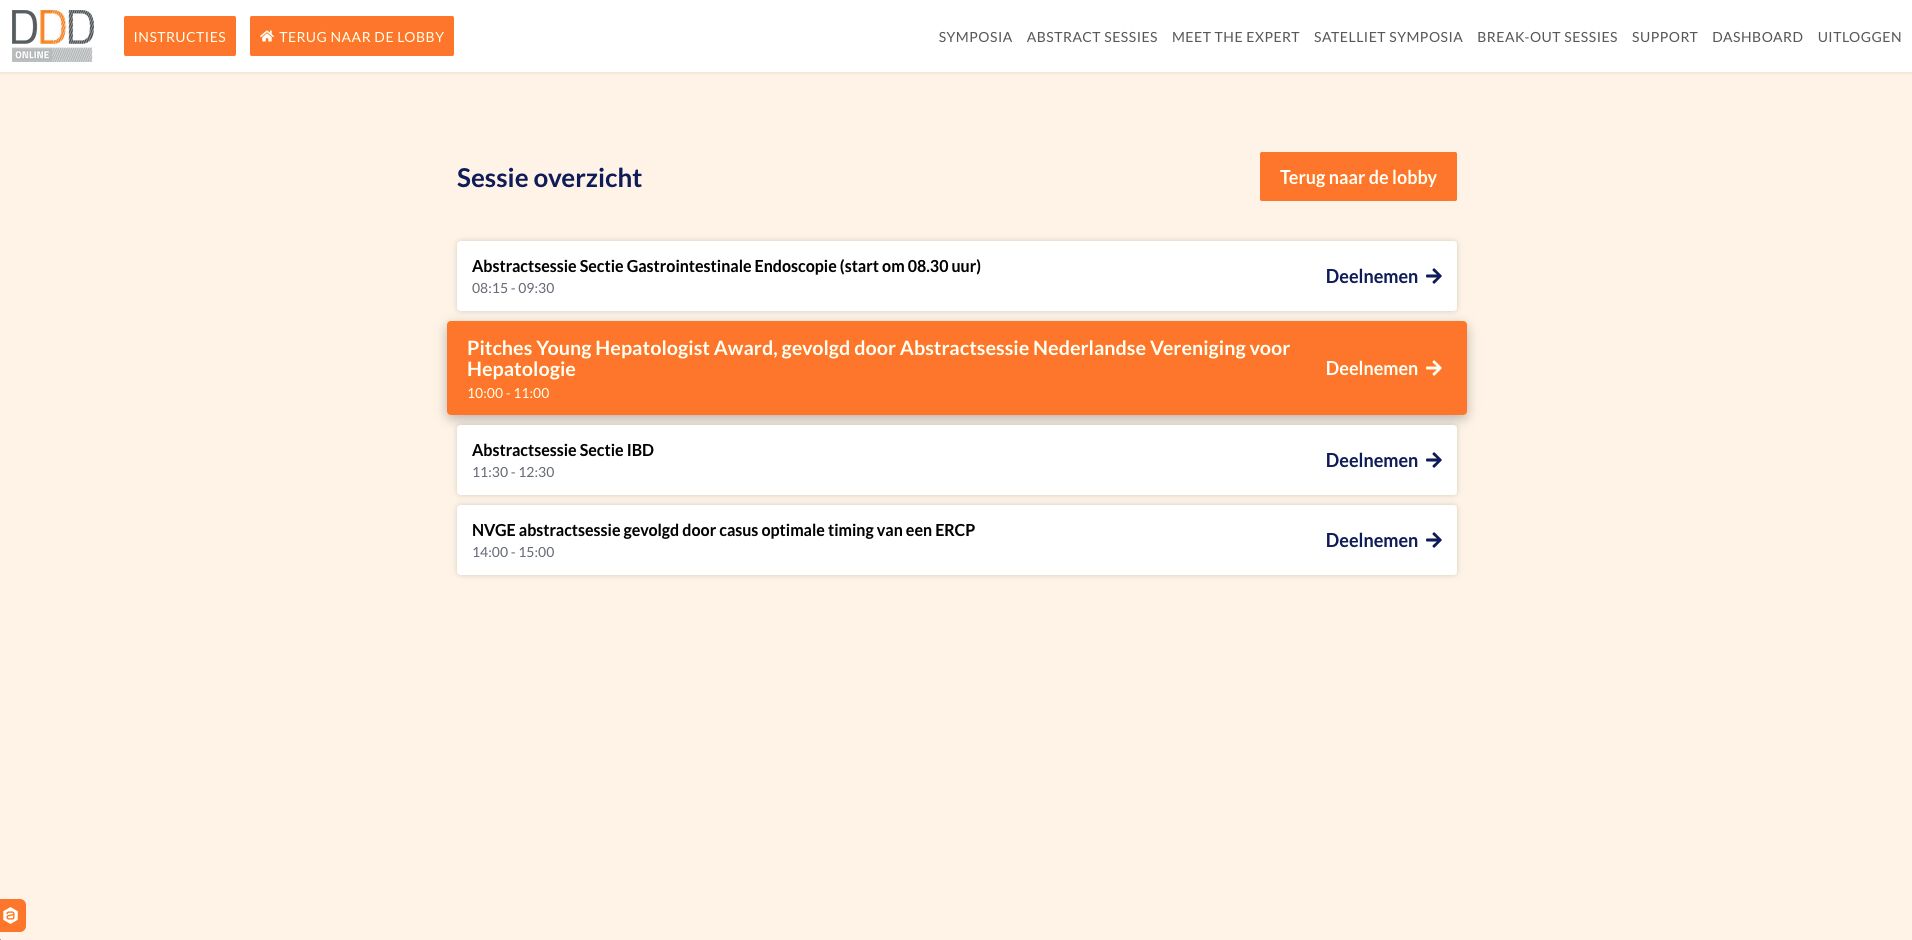 DDD
ONLINE
INSTRUCTIES
TERUG NAAR DE LOBBY
SYMPOSIA
ABSTRACT SESSIES
MEET THE EXPERT
SATELLIET SYMPOSIA
BREAK-OUT SESSIES
SUPPORT
DASHBOARD
UITLOGGEN
Sessie overzicht
Terug naar de lobby
Abstractsessie Sectie Gastrointestinale Endoscopie (start om 08.30 uur)
08:15 - 09:30
Deelnemen
Pitches Young Hepatologist Award, gevolgd door Abstractsessie Nederlandse Vereniging voor
Hepatologie
10:00 - 11:00
Deelnemen
Abstractsessie Sectie IBD
11:30 - 12:30
Deelnemen
NVGE abstractsessie gevolgd door casus optimale timing van een ERCP
14:00 - 15:00
Deelnemen